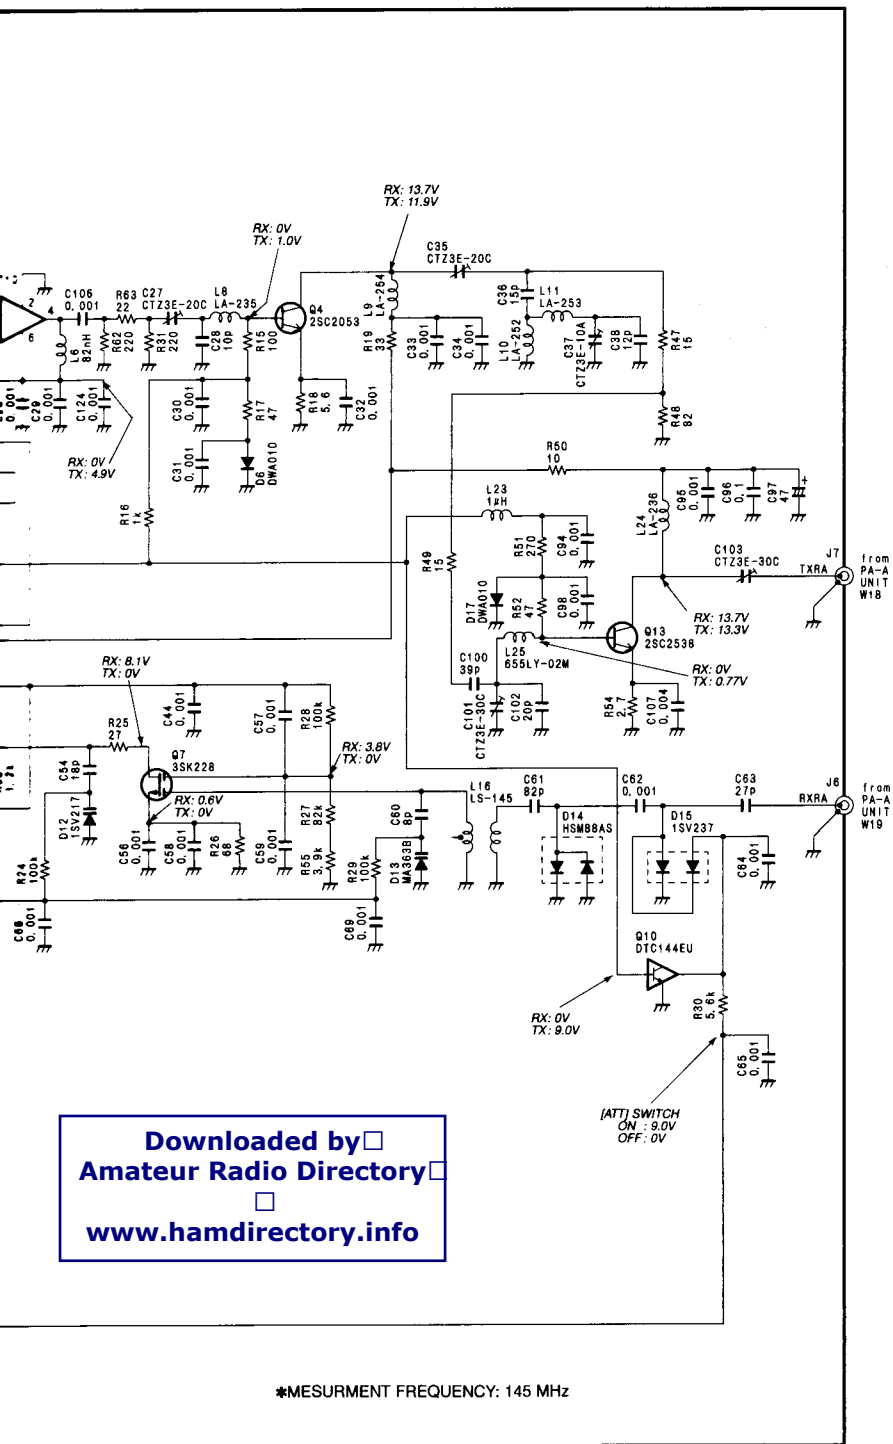 RX: 13.7V
TX: 11.9V
RX: 0V
TX: 1.0V
C35
CTZ3E-20C
C106
0.001
R63
22
C27
CTZ3E-20C
L8
LA-235
L9
LA-254
C36
15p
L11
LA-253
2
4
6
Q4
2SC2053
L6
82nH
R62
220
R31
220
C28
10p
R15
100
R19
33
C33
0.001
C34
0.001
L10
LA-252
C37
CTZ3E-10A
C38
12p
R47
15
0.001
C29
0.001
C124
0.001
C30
0.001
R17
47
R18
5.6
C32
0.001
R48
82
RX: 0V
TX: 4.9V
C31
0.001
D6
DWA010
R50
10
R16
1k
L23
1μH
L24
LA-236
C95
0.001
C96
0.1
C97
47
+
R49
15
R51
270
C94
0.001
C103
CTZ3E-30C
J7
TXRA
from
PA-A
UNIT
W18
D17
DWA010
R52
47
C98
0.001
Q13
2SC2538
RX: 13.7V
TX: 13.3V
L25
655LY-02M
RX: 0V
TX: 0.77V
RX: 8.1V
TX: 0V
C100
39p
C101
CTZ3E-30C
C102
20p
R54
2.7
C107
0.004
R25
27
C44
0.001
C57
0.001
R28
100k
1.2k
C54
18p
Q7
3SK228
RX: 3.8V
TX: 0V
RX: 0.6V
TX: 0V
D12
1SV217
L16
LS-145
C61
82p
C62
0.001
C63
27p
J6
RXRA
from
PA-A
UNIT
W19
R24
100k
C56
0.001
C58
0.001
R26
68
C59
0.001
R27
82k
R55
3.9k
R29
100k
C60
8p
D13
MA363B
D14
HSM88AS
D15
1SV237
C64
0.001
C68
0.001
C69
0.001
Q10
DTC144EU
RX: 0V
TX: 9.0V
R30
5.6k
C65
0.001
[ATT] SWITCH
ON : 9.0V
OFF: 0V
Downloaded by□
Amateur Radio Directory□
□
www.hamdirectory.info
✱MESURMENT FREQUENCY: 145 MHz